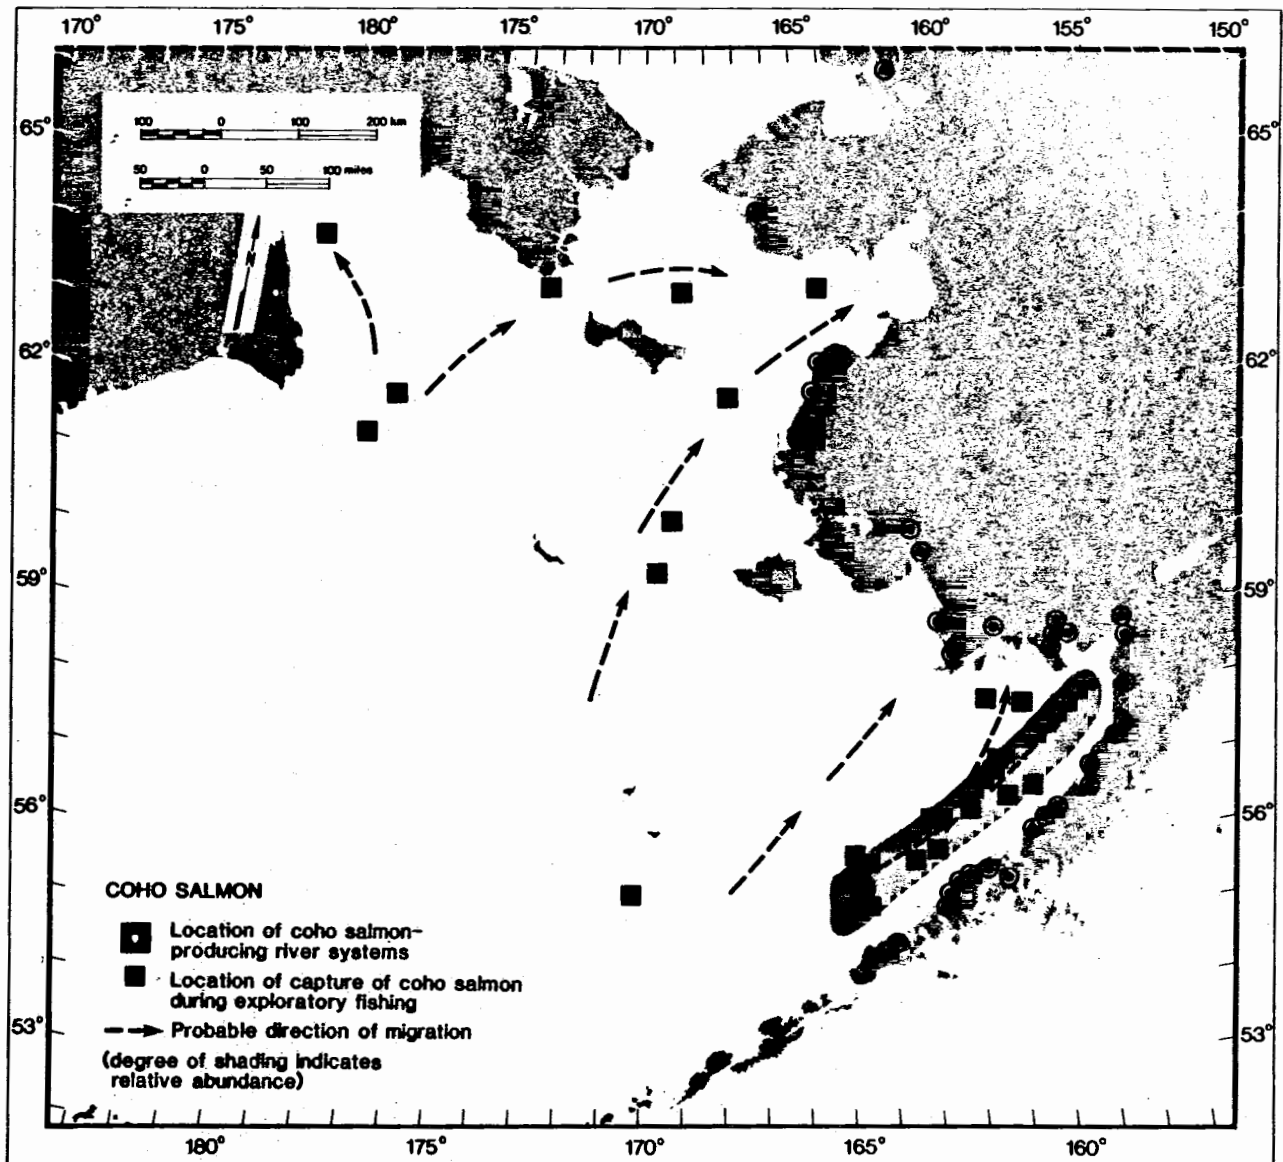 170° 175° 180° 175° 170° 165° 160° 155° 150°
100 0 100 200 km
50 0 50 100 miles
65° 65°
N
62° 62°
59° 59°
56° 56°
COHO SALMON
Location of coho salmon-
producing river systems
Location of capture of coho salmon
during exploratory fishing
Probable direction of migration
(degree of shading indicates
relative abundance)
53° 53°
180° 175° 170° 165° 160°